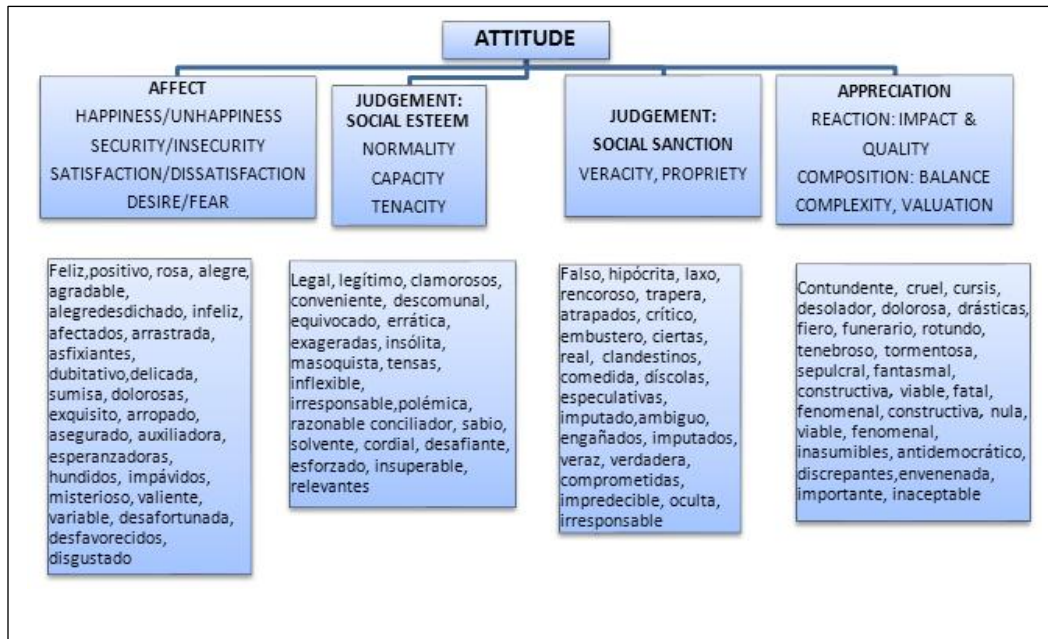 ATTITUDE
AFFECT
HAPPINESS/UNHAPPINESS
SECURITY/INSECURITY
SATISFACTION/DISSATISFACTION
DESIRE/FEAR
JUDGEMENT:
SOCIAL ESTEEM
NORMALITY
CAPACITY
TENACITY
JUDGEMENT:
SOCIAL SANCTION
VERACITY, PROPRIETY
APPRECIATION
REACTION: IMPACT &
QUALITY
COMPOSITION: BALANCE
COMPLEXITY, VALUATION
Feliz,positivo, rosa, alegre,
agradable,
alegredesdichado, infeliz,
afectados, arrastrada,
asfixiantes,
dubitativo,delicada,
sumisa, dolorosas,
exquisito, arropado,
asegurado, auxiliadora,
esperanzadoras,
hundidos, impávidos,
misterioso, valiente,
variable, desafortunada,
desfavorecidos,
disgustado
Legal, legítimo, clamorosos,
conveniente, descomunal,
equivocado, errática,
exageradas, insólita,
masoquista, tensas,
inflexible,
irresponsable,polémica,
razonable conciliador, sabio,
solvente, cordial, desafiante,
esforzado, insuperable,
relevantes
Falso, hipócrita, laxo,
rencoroso, trapera,
atrapados, crítico,
embustero, ciertas,
real, clandestinos,
comedida, díscolas,
especulativas,
imputado,ambiguo,
engañados, imputados,
veraz, verdadera,
comprometidas,
impredecible, oculta,
irresponsable
Contundente, cruel, cursis,
desolador, dolorosa, drásticas,
fiero, funerario, rotundo,
tenebroso, tormentosa,
sepulcral, fantasmal,
constructiva, viable, fatal,
fenomenal, constructiva, nula,
viable, fenomenal,
inasumibles, antidemocrático,
discrepantes,envenenada,
importante, inaceptable